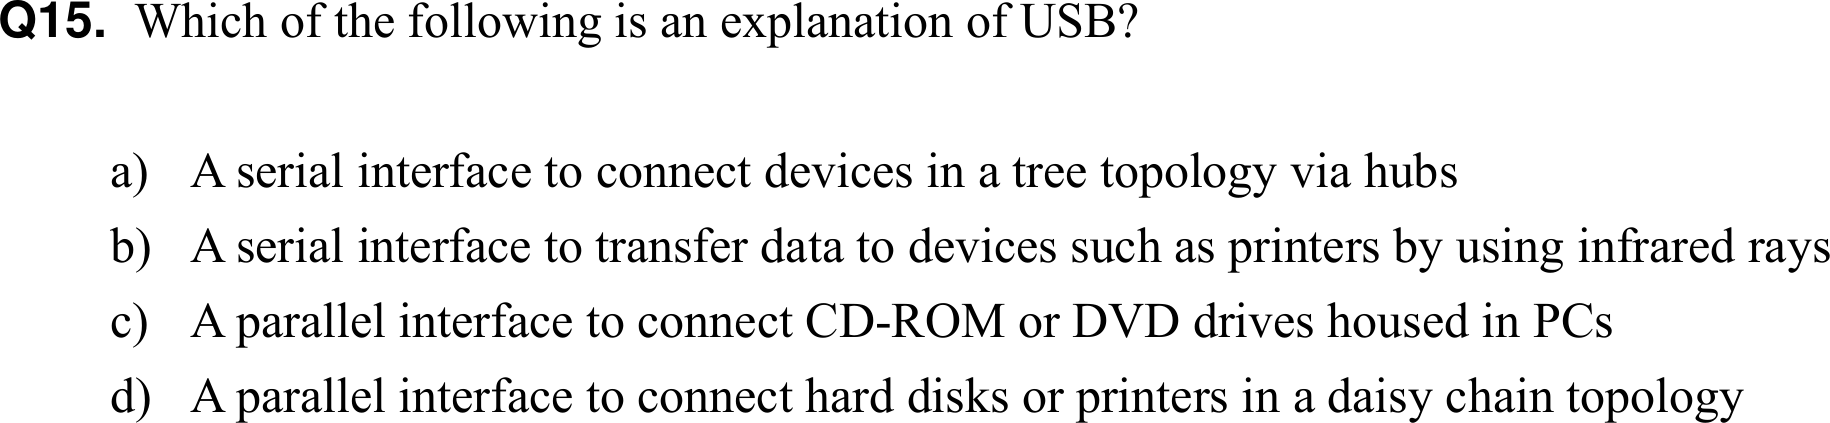 Q15. Which of the following is an explanation of USB?
a) A serial interface to connect devices in a tree topology via hubs
b) A serial interface to transfer data to devices such as printers by using infrared rays
c) A parallel interface to connect CD-ROM or DVD drives housed in PCs
d) A parallel interface to connect hard disks or printers in a daisy chain topology